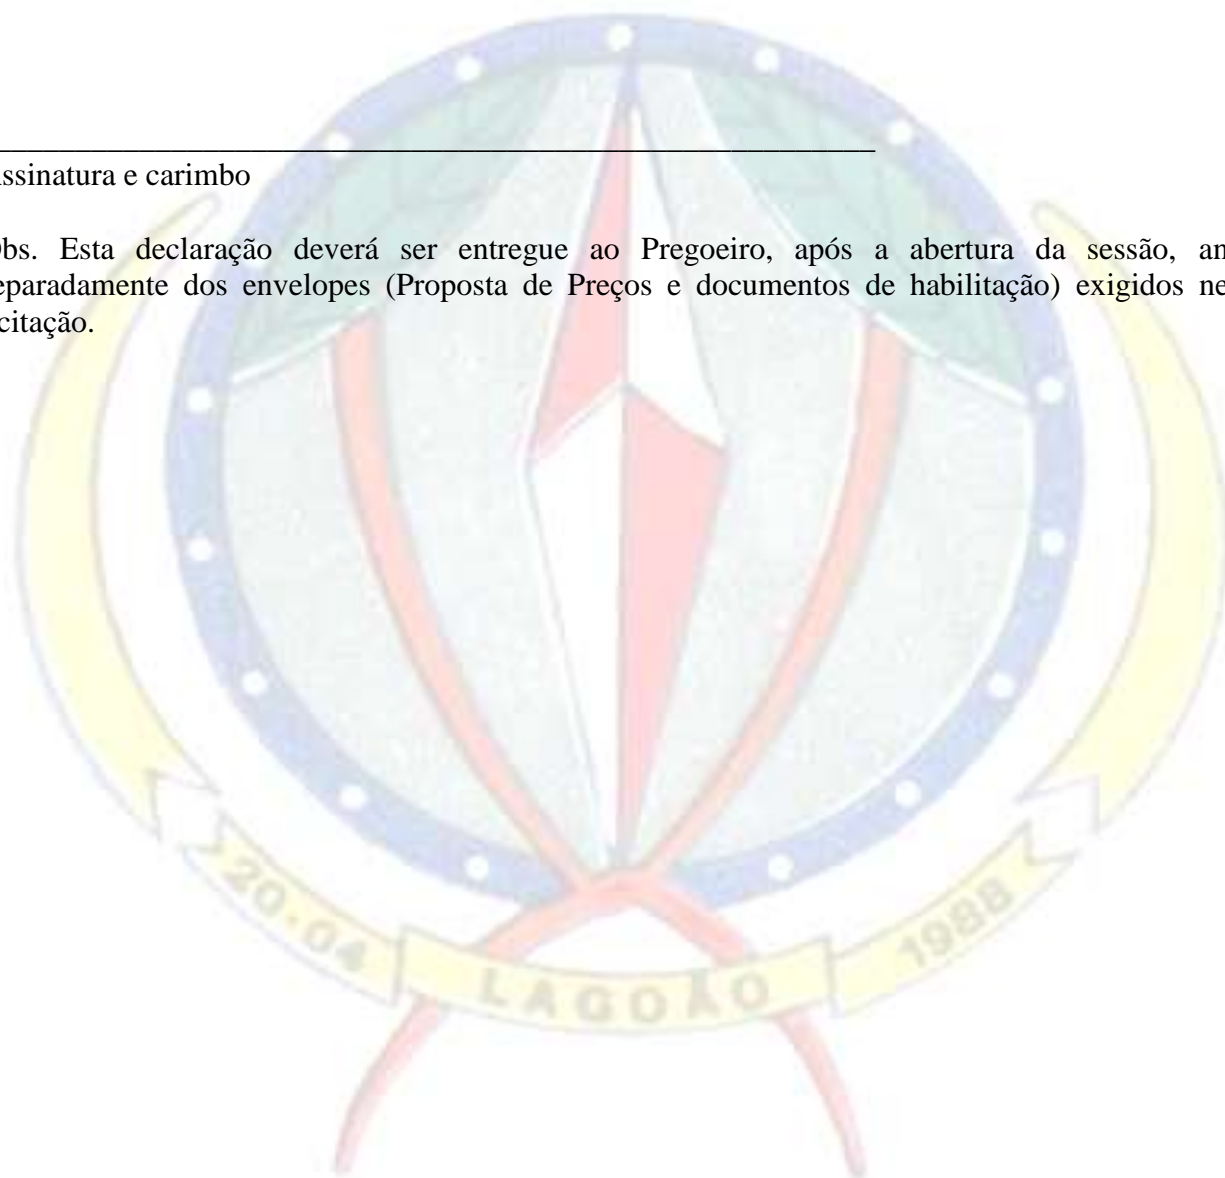 ssinatura e carimbo
bs. Esta declaração deverá ser entregue ao Pregoeiro, após a abertura da sessão, an
eparadamente dos envelopes (Proposta de Preços e documentos de habilitação) exigidos ne
citação.
20.04
LAGOÃO
1988